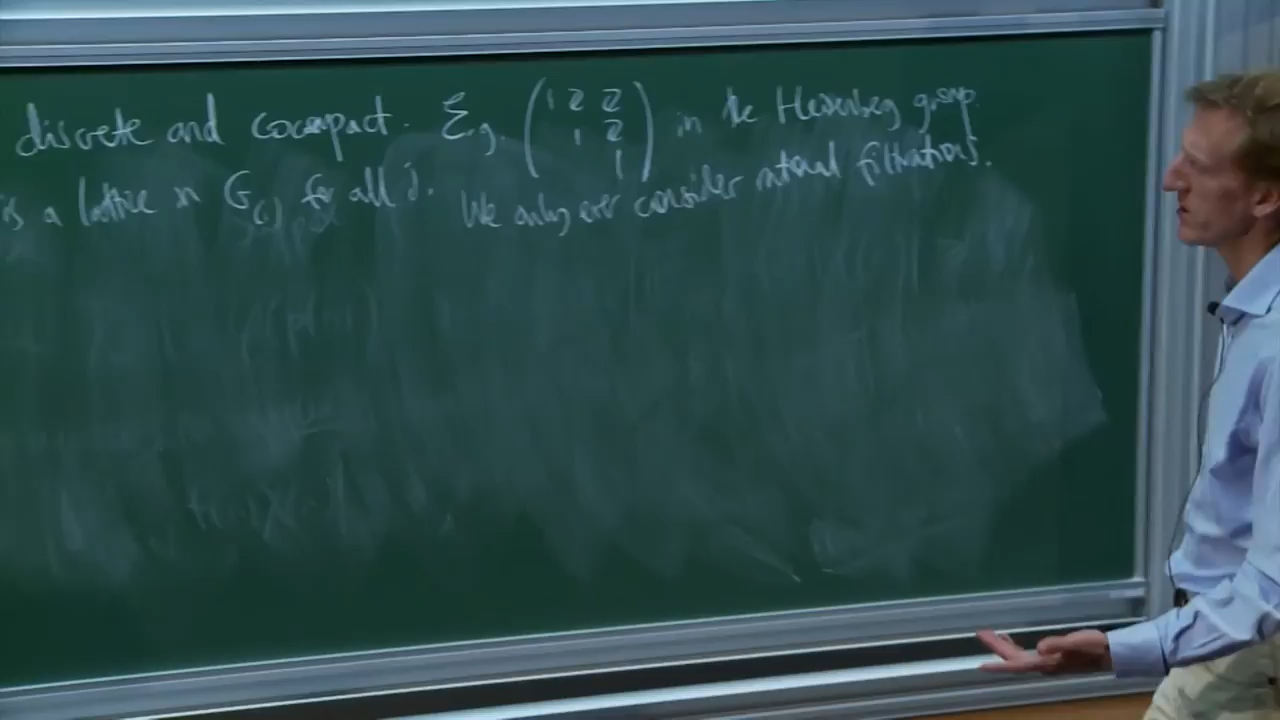 discrete and cocompact. E.g. ( 1 Z Z
1 Z
1 ) in the Heisenberg group
is a lattice in G(i) for all i. We only ever consider rational filtrations.